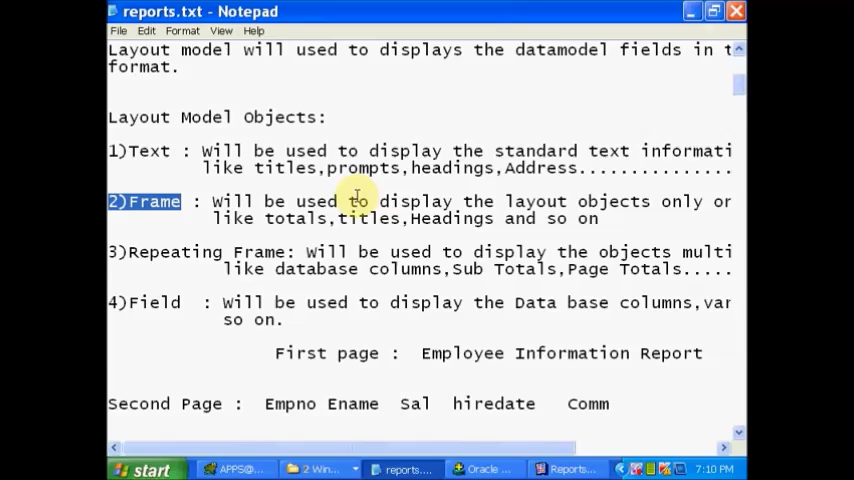 reports.txt - Notepad
File Edit Format View Help
Layout model will used to displays the datamodel fields in
format.
Layout Model Objects:
1)Text : Will be used to display the standard text informati
like titles,prompts,headings,Address...............
2)Frame : Will be used to display the layout objects only or
like totals,titles,Headings and so on
3)Repeating Frame: Will be used to display the objects multi
like database columns,Sub Totals,Page Totals.....
4)Field : Will be used to display the Data base columns,var
so on.
First page : Employee Information Report
Second Page : Empno Ename Sal hiredate Comm
start APPS@... 2 Win... reports.... Oracle ... Reports... 7:10 PM